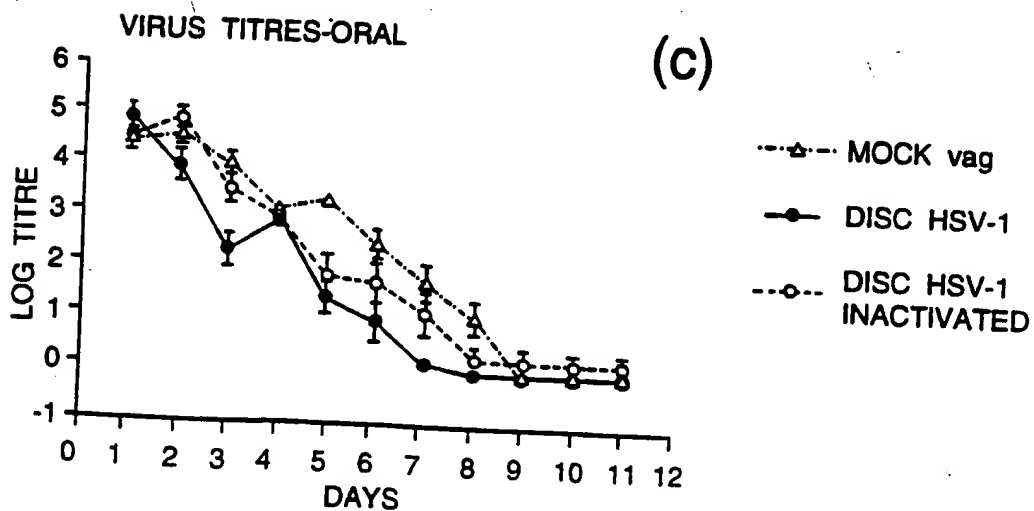 VIRUS TITRES-ORAL
(c)
6
5
4
3
2
1
0
-1
LOG TITRE
0 1 2 3 4 5 6 7 8 9 10 11 12
DAYS
MOCK vag
DISC HSV-1
DISC HSV-1
INACTIVATED